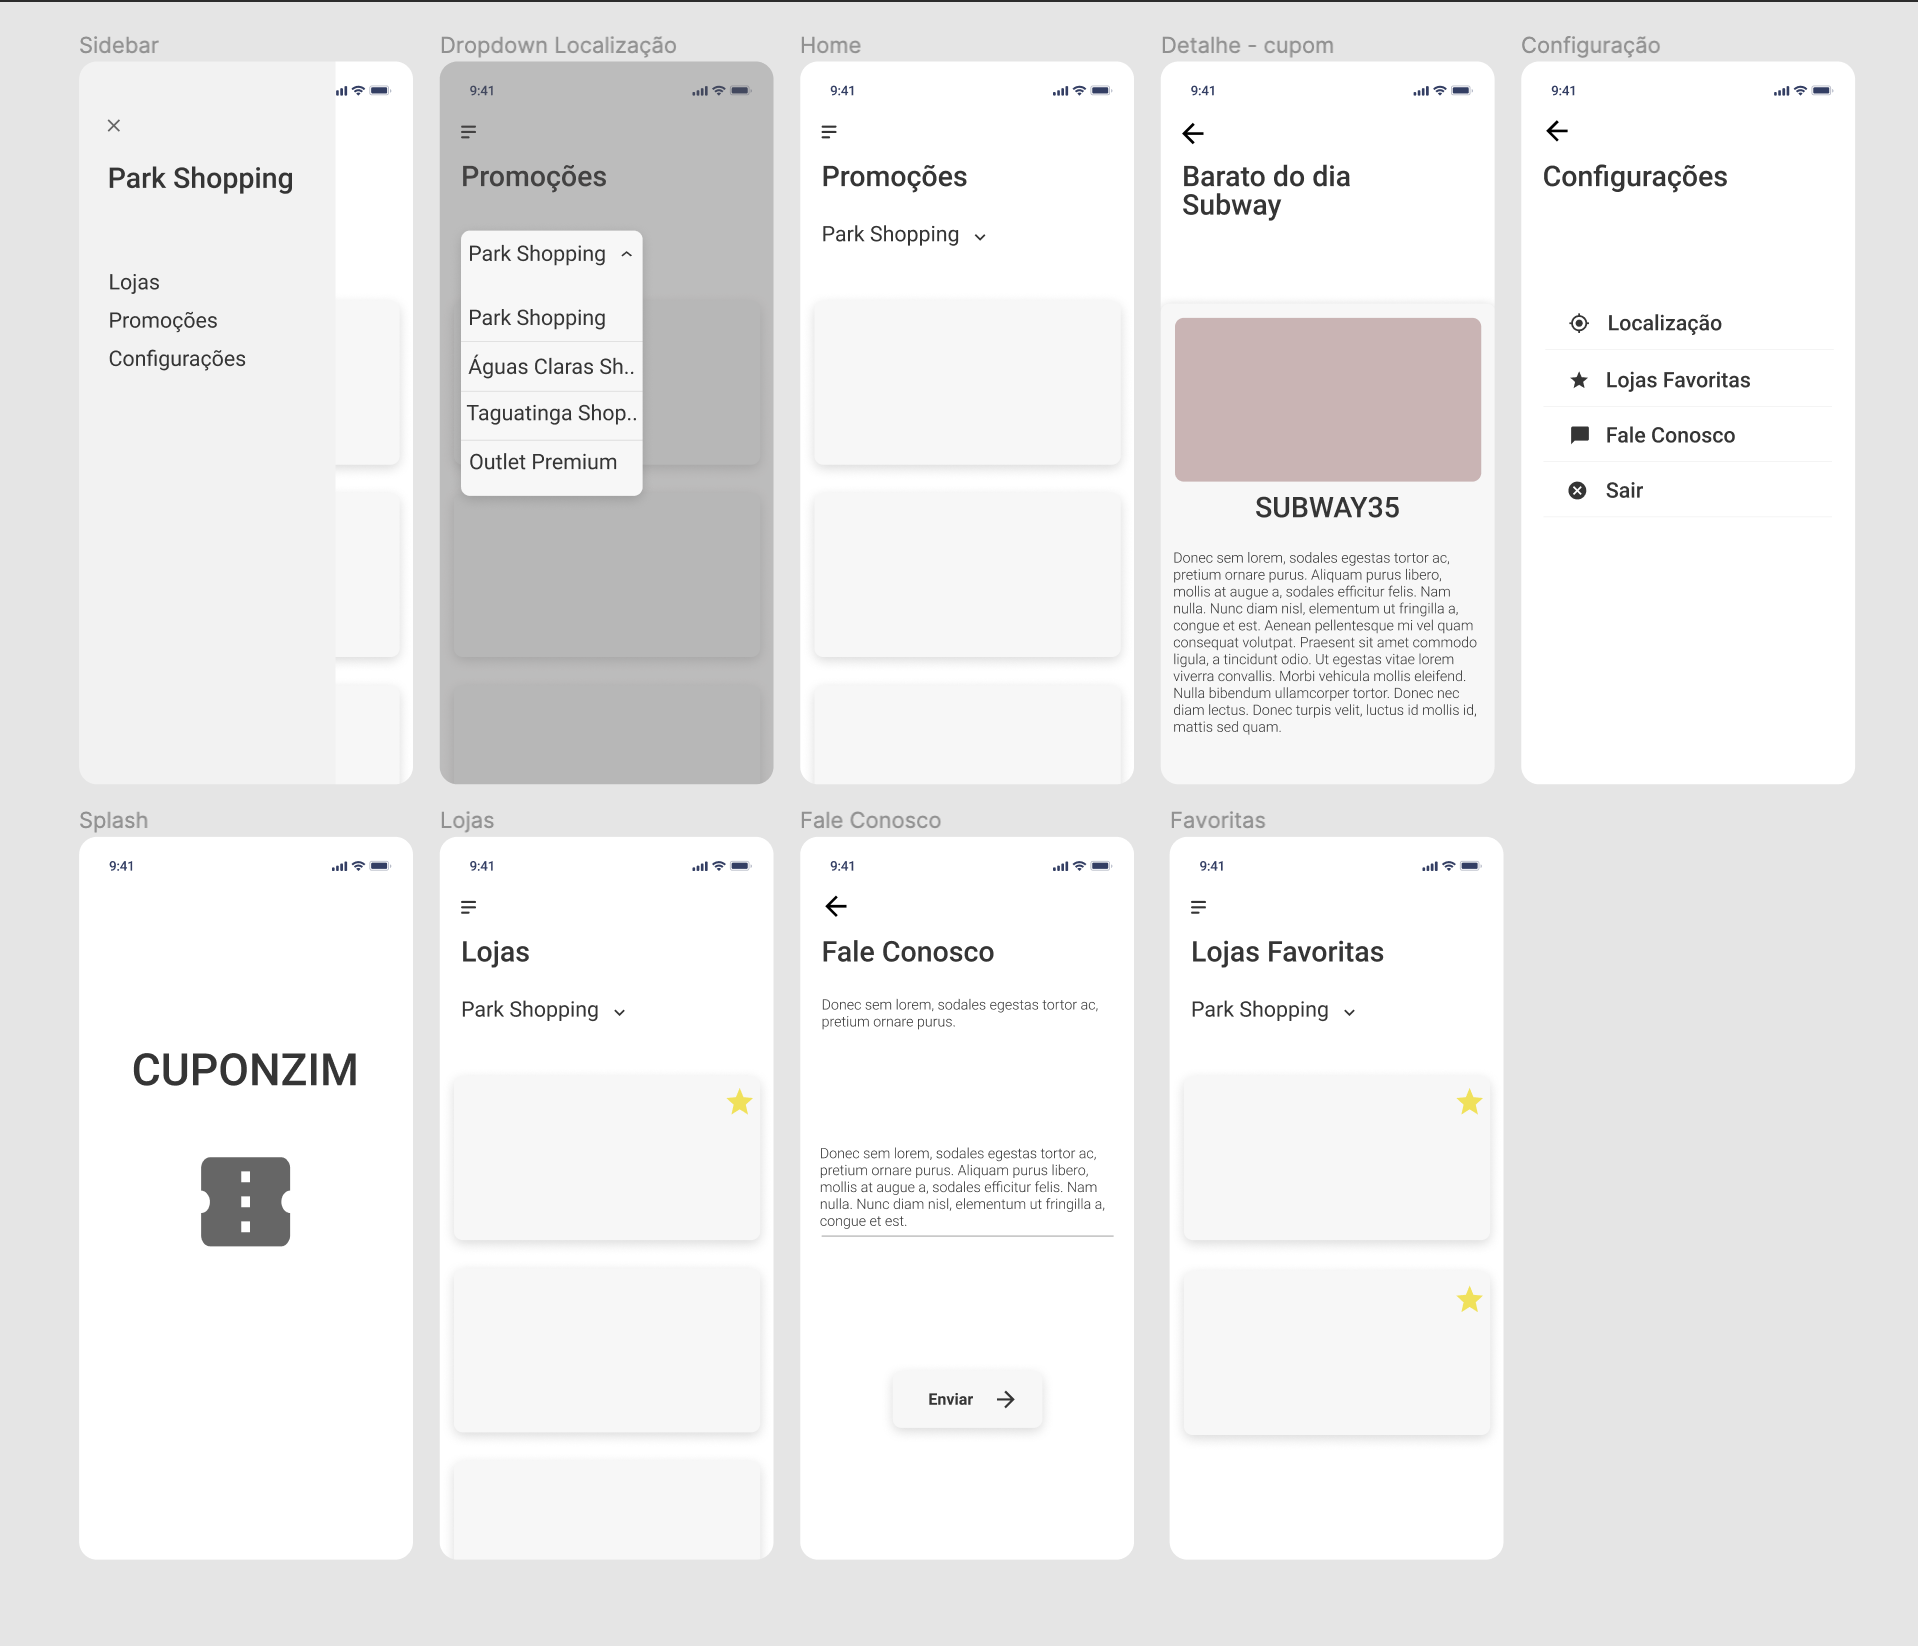 Sidebar
Park Shopping
Lojas
Promoções
Configurações
Dropdown Localização
9:41
Promoções
Park Shopping
Park Shopping
Águas Claras Sh..
Taguatinga Shop..
Outlet Premium
Home
9:41
Promoções
Park Shopping
Detalhe - cupom
9:41
Barato do dia
Subway
SUBWAY35
Donec sem lorem, sodales egestas tortor ac,
pretium ornare purus. Aliquam purus libero,
mollis at augue a, sodales efficitur felis. Nam
nulla. Nunc diam nisl, elementum ut fringilla a,
congue et est. Aenean pellentesque mi vel quam
consequat volutpat. Praesent sit amet commodo
ligula, a tincidunt odio. Ut egestas vitae lorem
viverra convallis. Morbi vehicula mollis eleifend.
Nulla bibendum ullamcorper tortor. Donec nec
diam lectus. Donec turpis velit, luctus id mollis id,
mattis sed quam.
Configuração
9:41
Configurações
Localização
Lojas Favoritas
Fale Conosco
Sair
Splash
9:41
CUPONZIM
Lojas
9:41
Lojas
Park Shopping
Fale Conosco
9:41
Fale Conosco
Donec sem lorem, sodales egestas tortor ac,
pretium ornare purus.
Donec sem lorem, sodales egestas tortor ac,
pretium ornare purus. Aliquam purus libero,
mollis at augue a, sodales efficitur felis. Nam
nulla. Nunc diam nisl, elementum ut fringilla a,
congue et est.
Enviar
Favoritas
9:41
Lojas Favoritas
Park Shopping